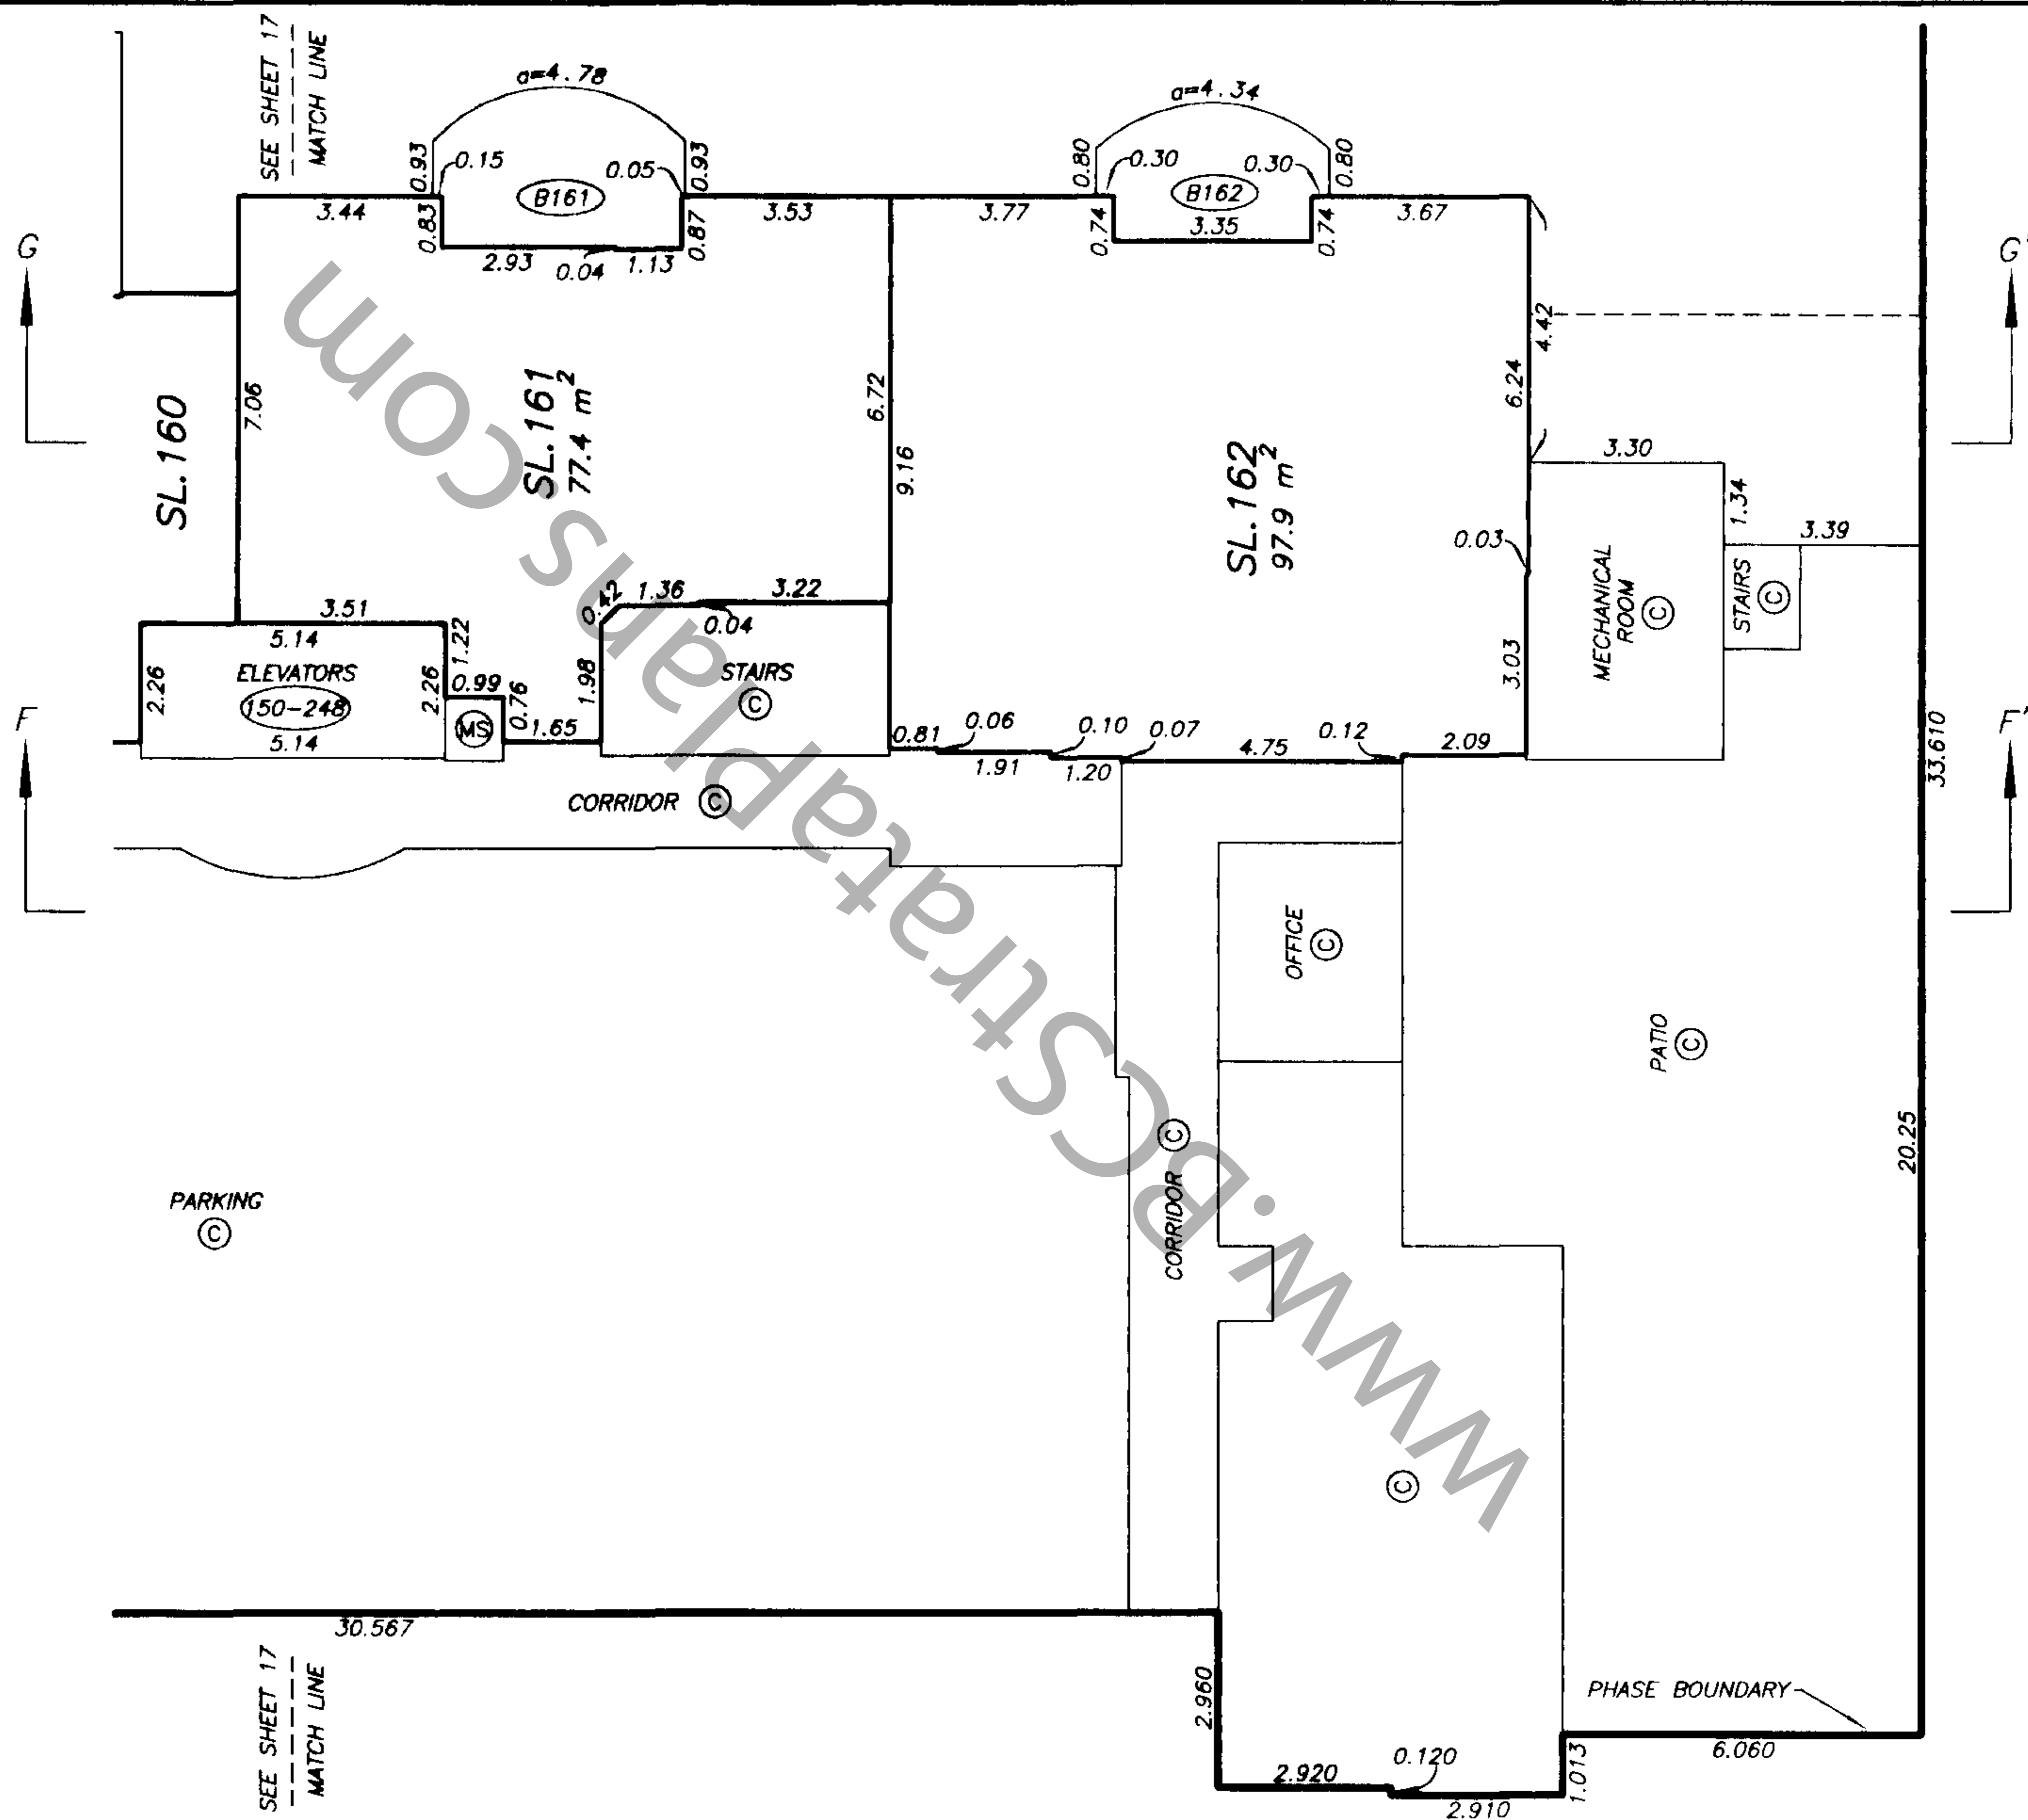 SEE SHEET 17
MATCH LINE
a=4.78
a=4.34
0.93
0.15
0.05
0.93
0.80
0.30
0.30
0.80
B161
B162
3.44
0.83
0.87
3.53
3.77
0.74
3.35
0.74
3.67
2.93
0.04
1.13
G
G'
4.42
6.24
7.06
SL.160
SL.161
77.4 m²
6.72
9.16
SL.162
97.9 m²
3.30
1.34
3.39
0.03
MECHANICAL
ROOM
C
STAIRS
C
3.51
5.14
1.22
0.42
1.36
3.22
0.04
2.26
ELEVATORS
150-248
5.14
2.26
0.99
MS
0.76
1.65
1.98
STAIRS
C
3.03
F
F'
0.81
0.06
1.91
0.10
1.20
0.07
4.75
0.12
2.09
33.610
CORRIDOR C
OFFICE
C
PATIO
C
20.25
CORRIDOR C
PARKING
C
C
30.567
SEE SHEET 17
MATCH LINE
2.960
PHASE BOUNDARY
6.060
1.013
2.920
0.120
2.910
www.BCStrataPlans.com